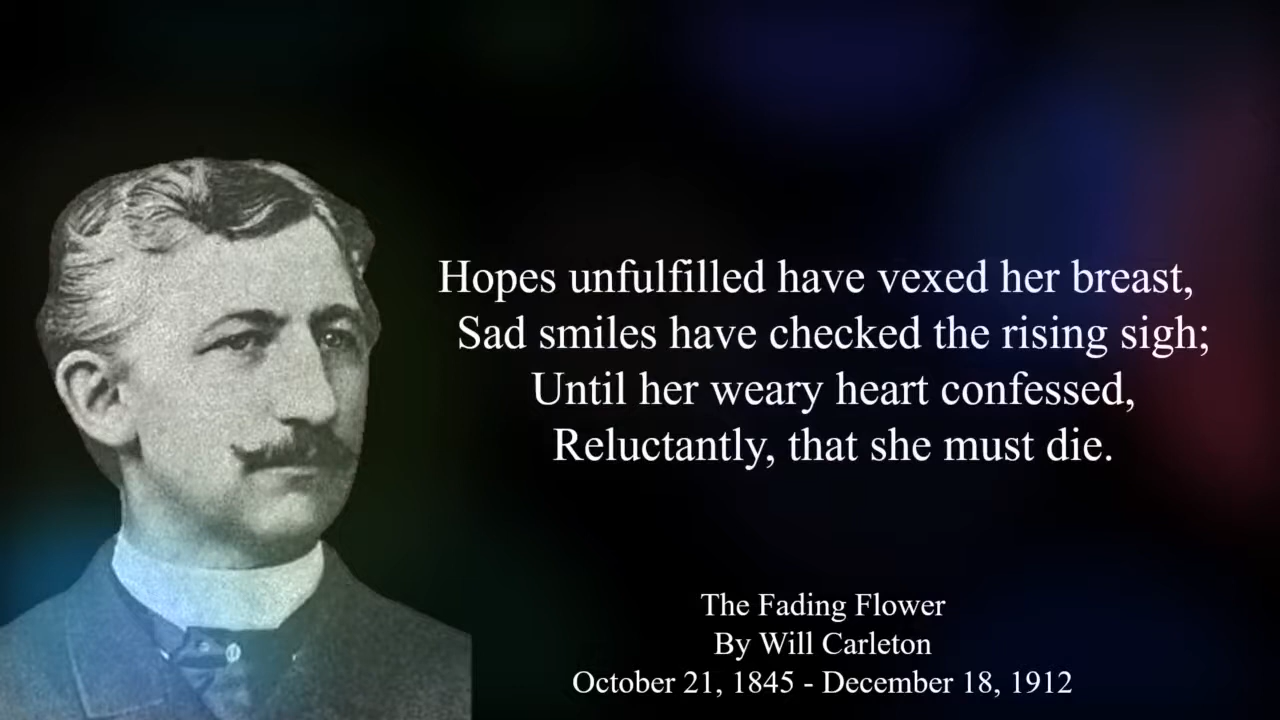 Hopes unfulfilled have vexed her breast,
Sad smiles have checked the rising sigh;
Until her weary heart confessed,
Reluctantly, that she must die.
The Fading Flower
By Will Carleton
October 21, 1845 - December 18, 1912